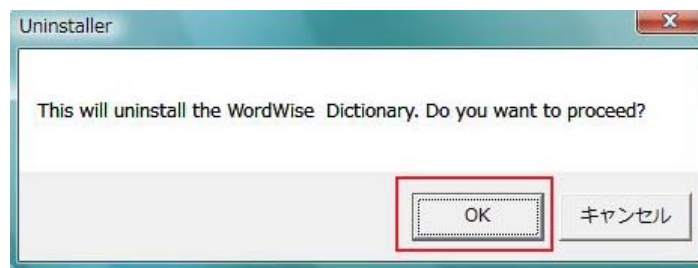 Uninstaller
This will uninstall the WordWise  Dictionary. Do you want to proceed?
OK キャンセル